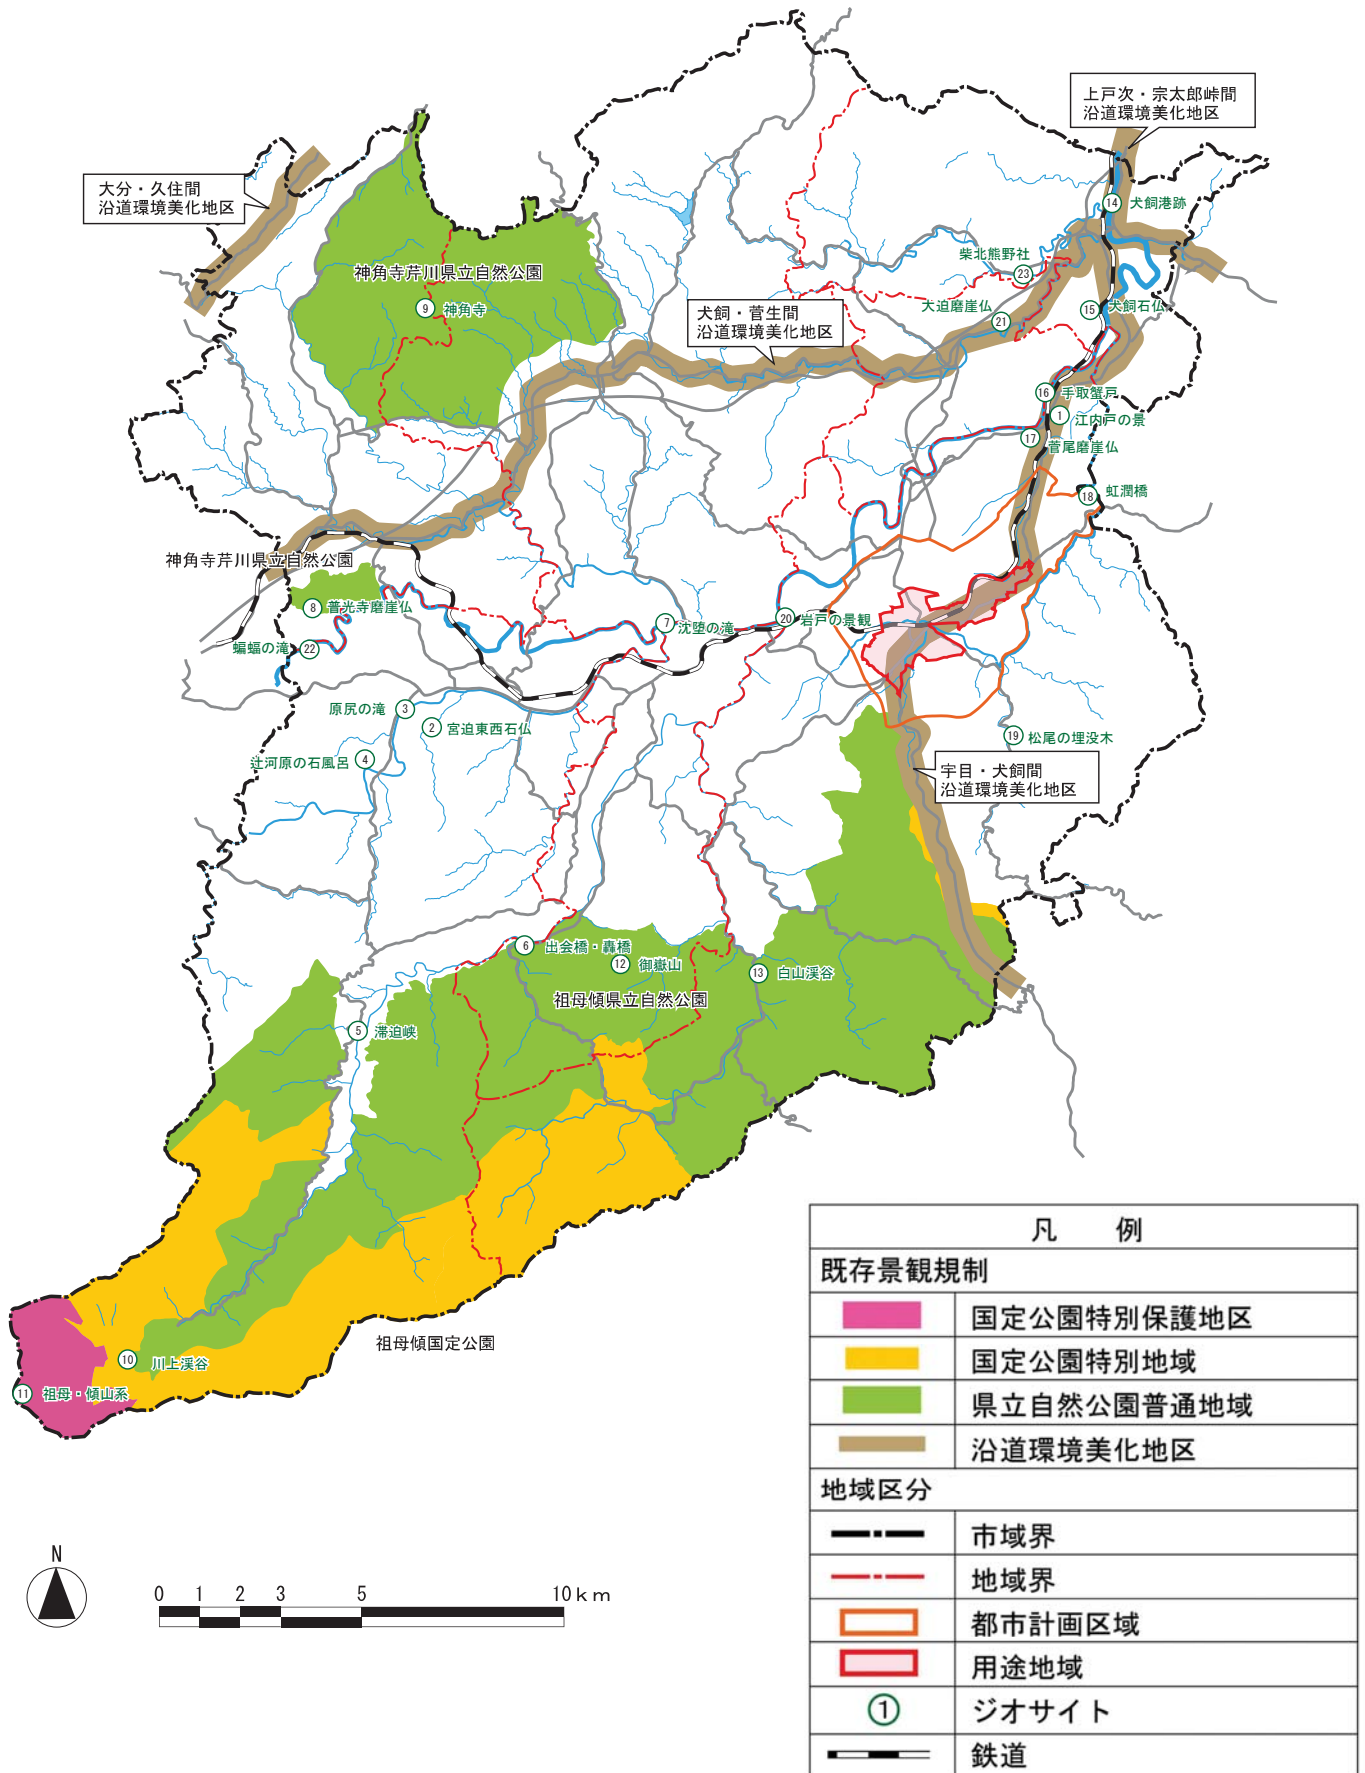 上戸次・宗太郎峠間
沿道環境美化地区
大分・久住間
沿道環境美化地区
14 犬飼港跡
柴北熊野社
23
神角寺芹川県立自然公園
9 神角寺
犬飼・菅生間
沿道環境美化地区
大迫磨崖仏
21
15 犬飼石仏
16 手取蟹戸
1 江内戸の景
17 菅尾磨崖仏
18 虹澗橋
神角寺芹川県立自然公園
8 普光寺磨崖仏
7 沈堕の滝
20 岩戸の景観
蝙蝠の滝 22
原尻の滝 3
2 宮迫東西石仏
19 松尾の埋没木
辻河原の石風呂 4
宇目・犬飼間
沿道環境美化地区
6 出会橋・轟橋
12 御嶽山
13 白山渓谷
祖母傾県立自然公園
5 滞迫峡
祖母傾国定公園
10 川上渓谷
11 祖母・傾山系
凡 例
既存景観規制
国定公園特別保護地区
国定公園特別地域
県立自然公園普通地域
沿道環境美化地区
地域区分
市域界
地域界
都市計画区域
用途地域
1 ジオサイト
鉄道
N
0 1 2 3 5 10km